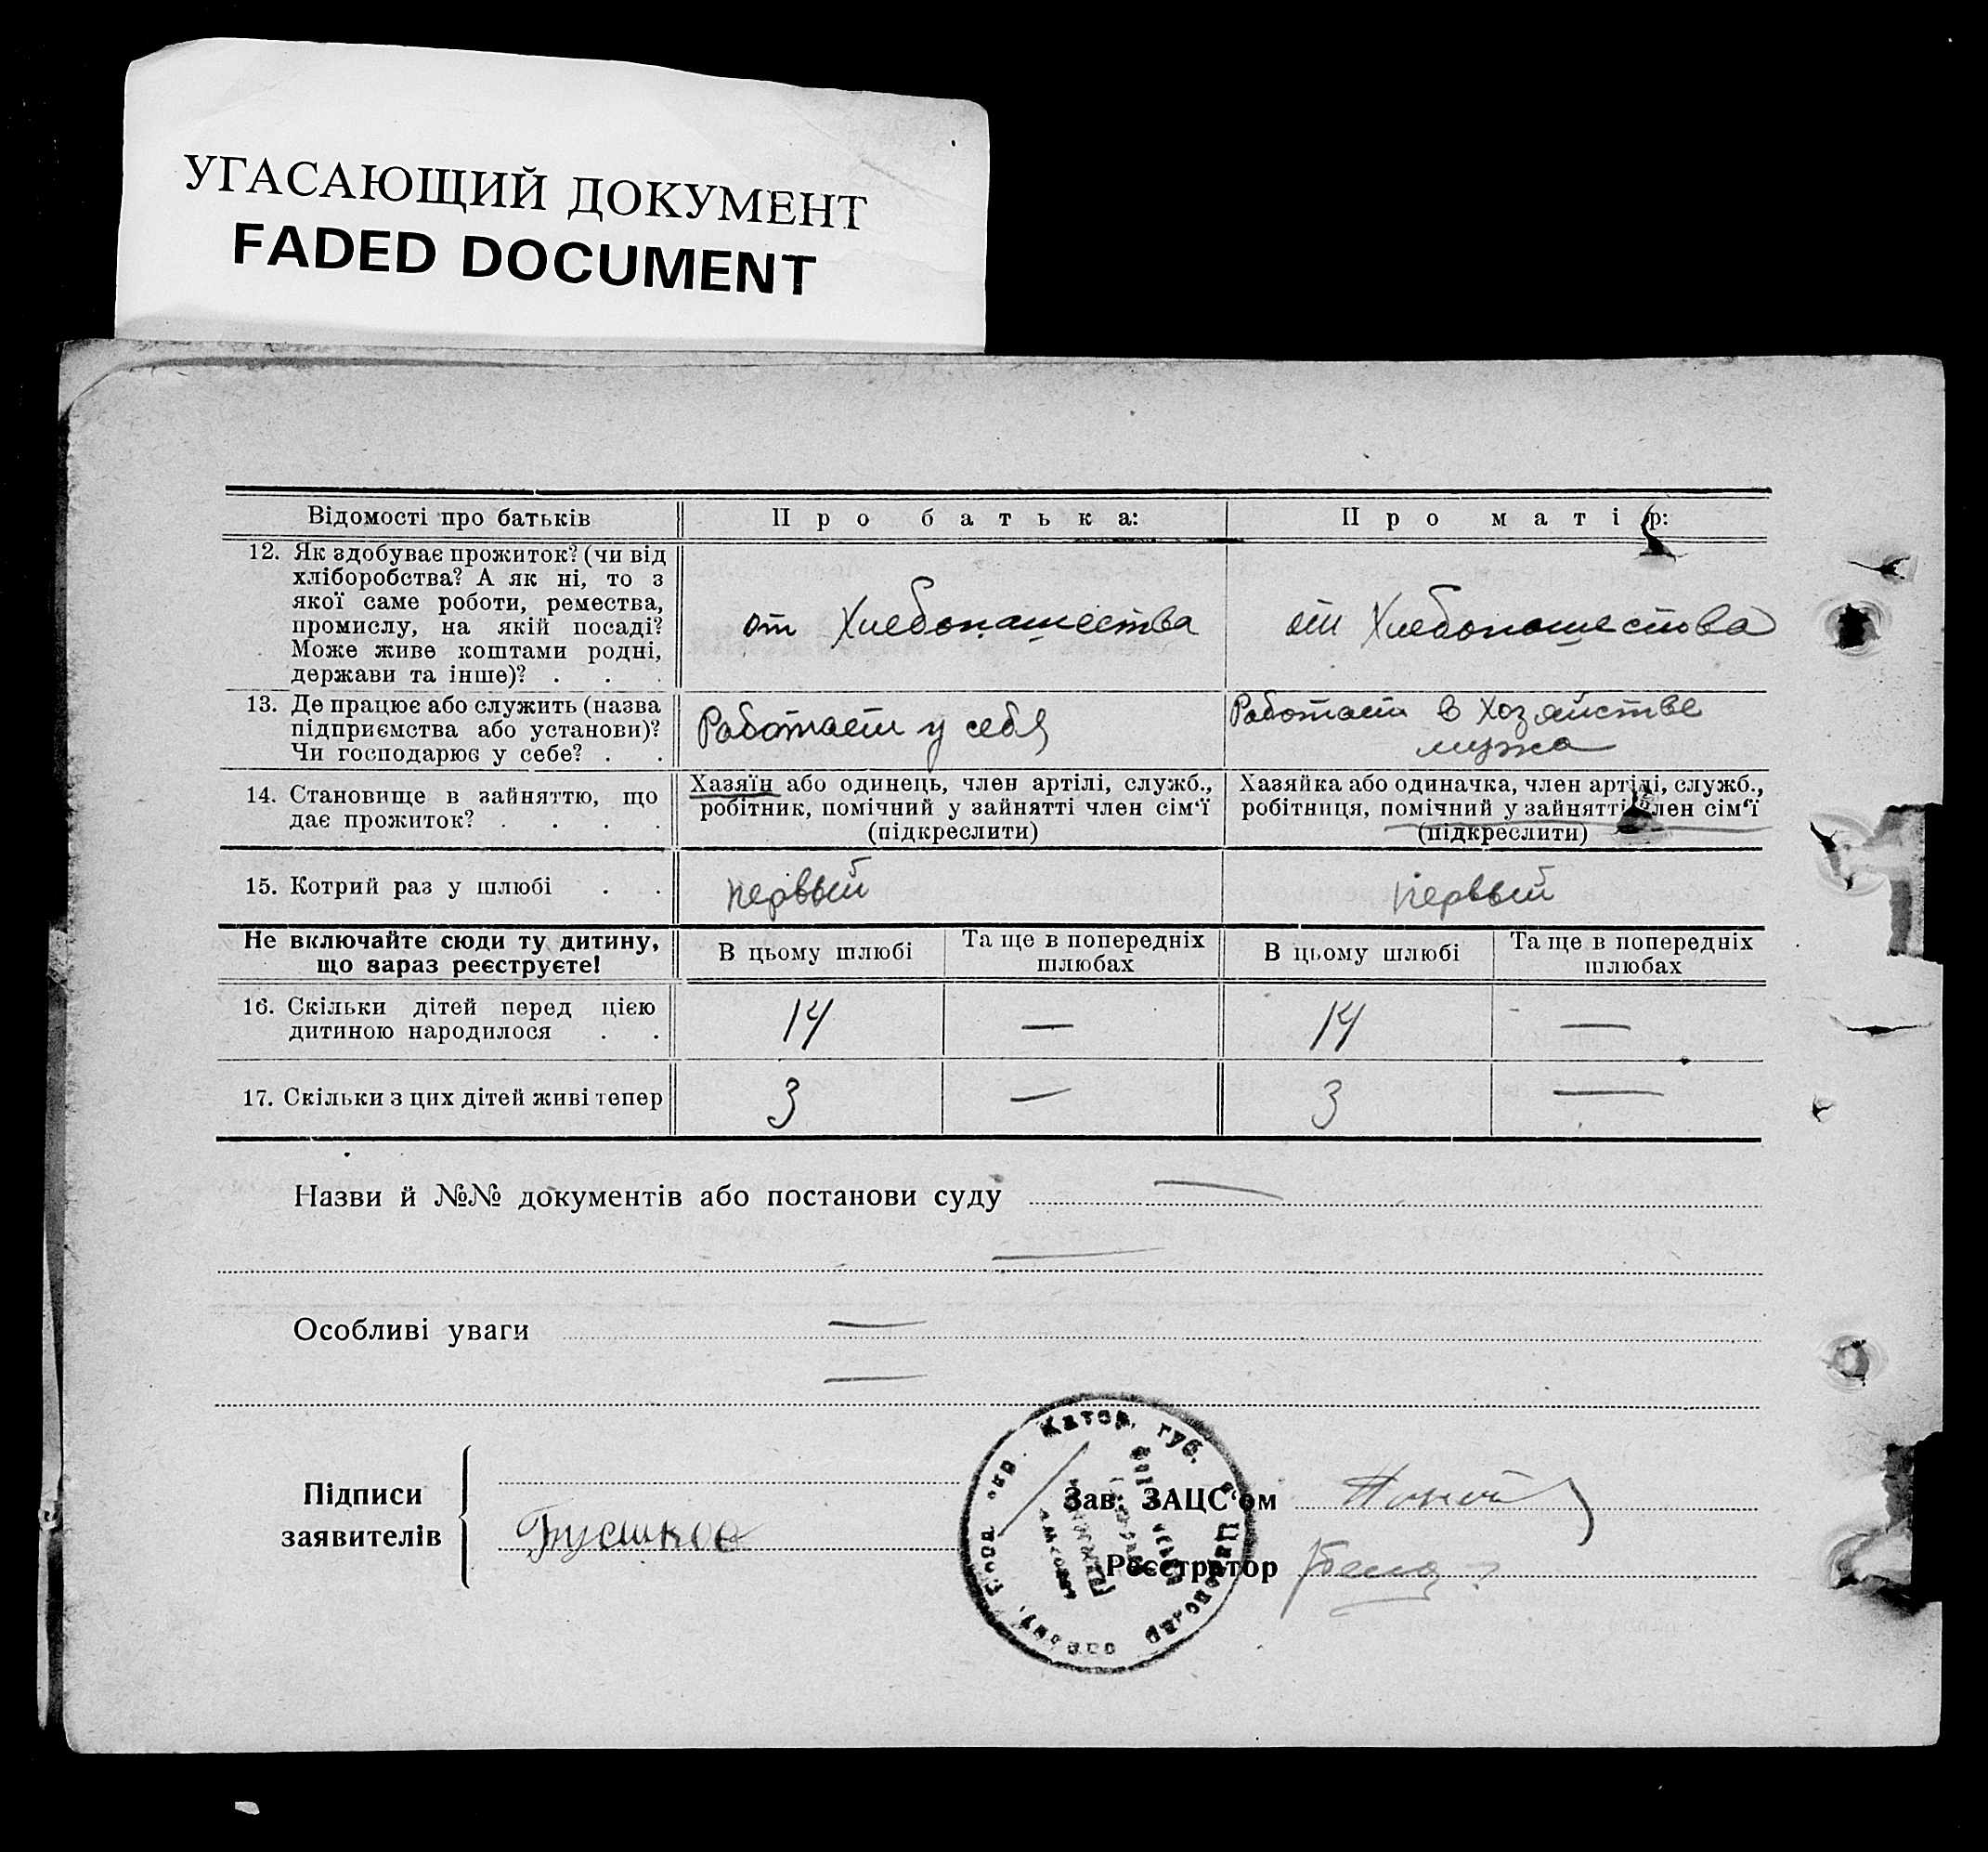 УГАСАЮЩИЙ ДОКУМЕНТ
FADED DOCUMENT
Відомості про батьків
Про батька:
Про матір:
12. Як здобуває прожиток? (чи від
хліборобства? А як ні, то з
якої саме роботи, ремества,
промислу, на якій посаді?
Може живе коштами родні,
держави та інше)? . . .
от Хлебопашества
от Хлебопошества
13. Де працює або служить (назва
підприємства або установи)?
Чи господарює у себе? . .
Работает у себя
Работает в хозяйстве
мужа
14. Становище в зайняттю, що
дає прожиток? . . . .
Хазяїн або одинець, член артілі, служб.,
робітник, помічний у зайнятті член сім'ї
(підкреслити)
Хазяйка або одиначка, член артілі, служб.,
робітниця, помічний у зайнятті член сім'ї
(підкреслити)
15. Котрий раз у шлюбі . .
первый
первый
Не включайте сюди ту дитину,
що зараз реєструєте!
В цьому шлюбі
Та ще в попередніх
шлюбах
В цьому шлюбі
Та ще в попередніх
шлюбах
16. Скільки дітей перед цією
дитиною народилося . .
14
—
14
—
17. Скільки з цих дітей живі тепер
3
—
3
—
Назви й №№ документів або постанови суду —
—
Особливі уваги —
—
Підписи
заявителів
Катер. губ.
Зав. ЗАЦС'ом
Реєстратор